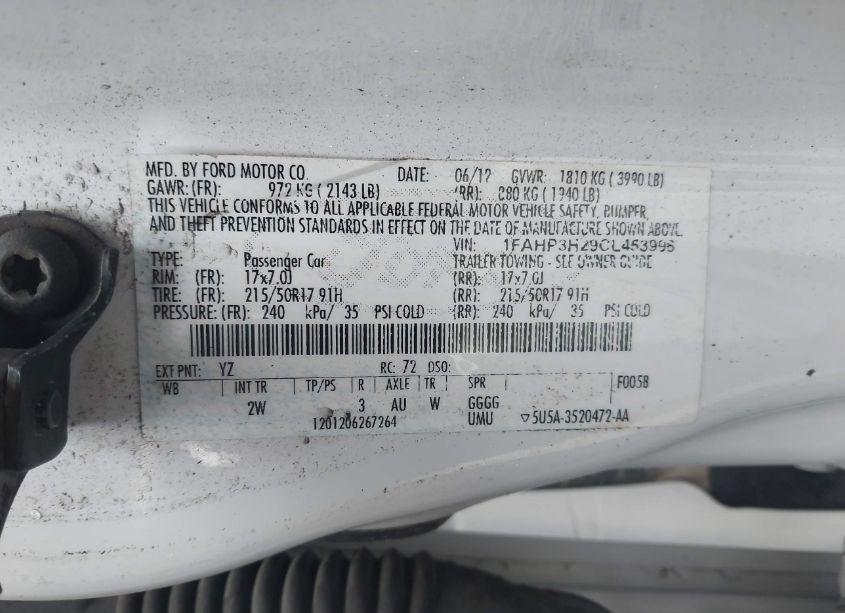 MFD. BY FORD MOTOR CO. DATE: 06/12 GVWR: 1810 KG ( 3990 LB)
GAWR: (FR): 972 KG ( 2143 LB) (RR): 880 KG ( 1940 LB)
THIS VEHICLE CONFORMS TO ALL APPLICABLE FEDERAL MOTOR VEHICLE SAFETY, BUMPER,
AND THEFT PREVENTION STANDARDS IN EFFECT ON THE DATE OF MANUFACTURE SHOWN ABOVE.
VIN: 1FAHP3H29CL453996
TYPE: Passenger Car TRAILER TOWING - SEE OWNER GUIDE
RIM: (FR): 17x7.0J (RR): 17x7.0J
TIRE: (FR): 215/50R17 91H (RR): 215/50R17 91H
PRESSURE: (FR): 240 kPa/ 35 PSI COLD (RR): 240 kPa/ 35 PSI COLD
EXT PNT: YZ RC: 72 DSO:
WB INT TR TP/PS R AXLE TR SPR F0058
2W 3 AU W GGGG
1201206267264 UMU ▽5U5A-3520472-AA